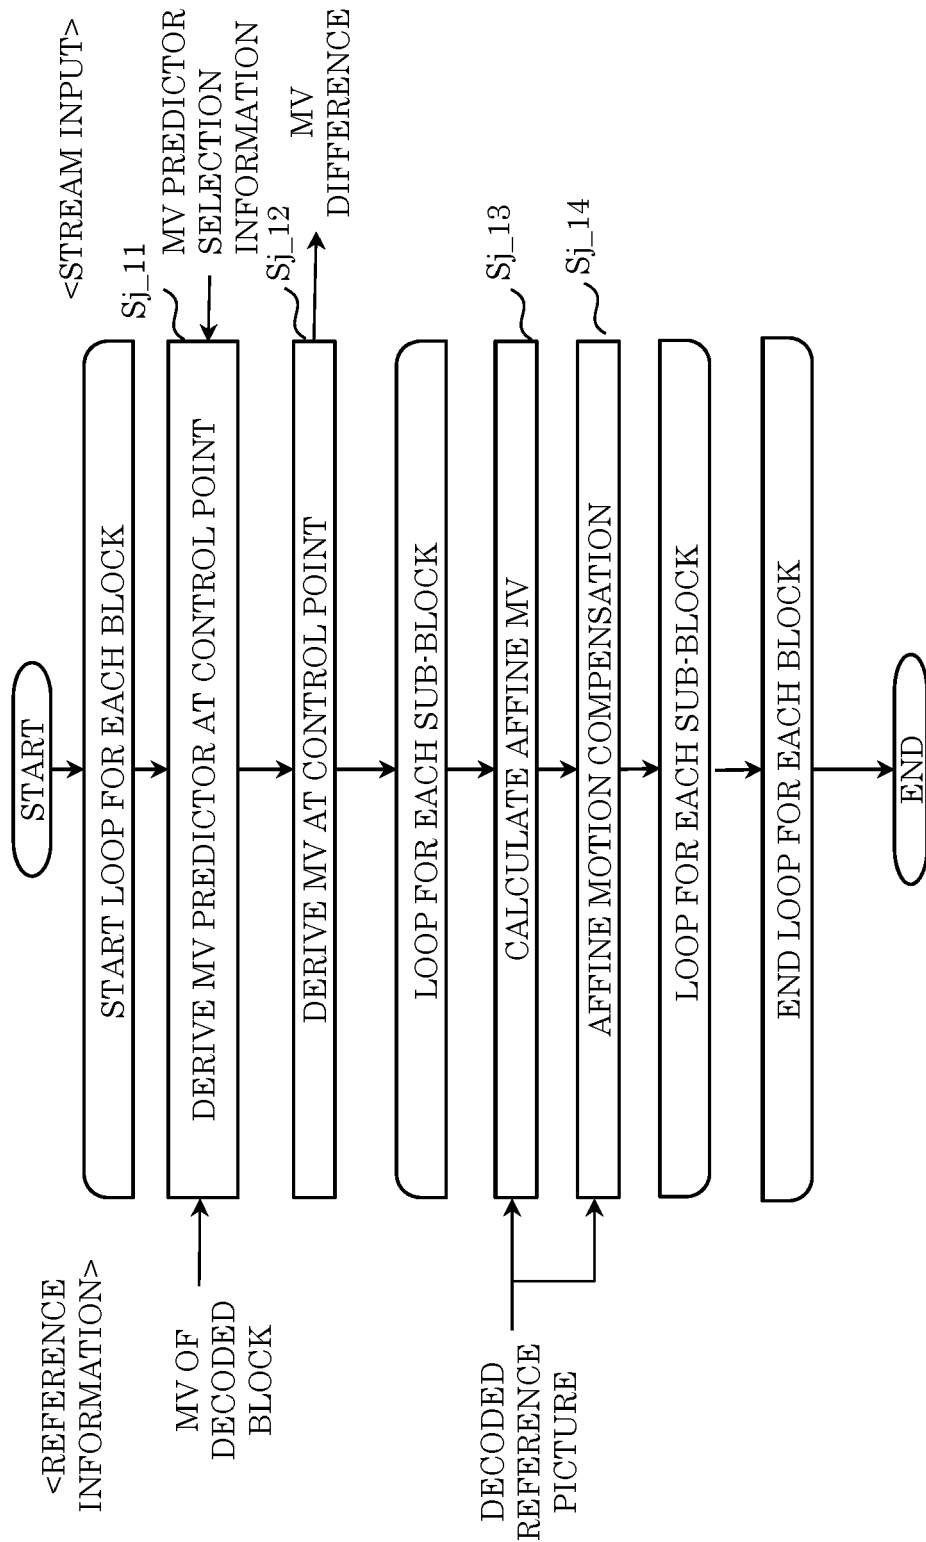 <REFERENCE
INFORMATION>
<STREAM INPUT>
START
START LOOP FOR EACH BLOCK
Sj_11
MV OF
DECODED
BLOCK
DERIVE MV PREDICTOR AT CONTROL POINT
MV PREDICTOR
SELECTION
INFORMATION
Sj_12
DERIVE MV AT CONTROL POINT
MV
DIFFERENCE
LOOP FOR EACH SUB-BLOCK
DECODED
REFERENCE
PICTURE
CALCULATE AFFINE MV
Sj_13
AFFINE MOTION COMPENSATION
Sj_14
LOOP FOR EACH SUB-BLOCK
END LOOP FOR EACH BLOCK
END